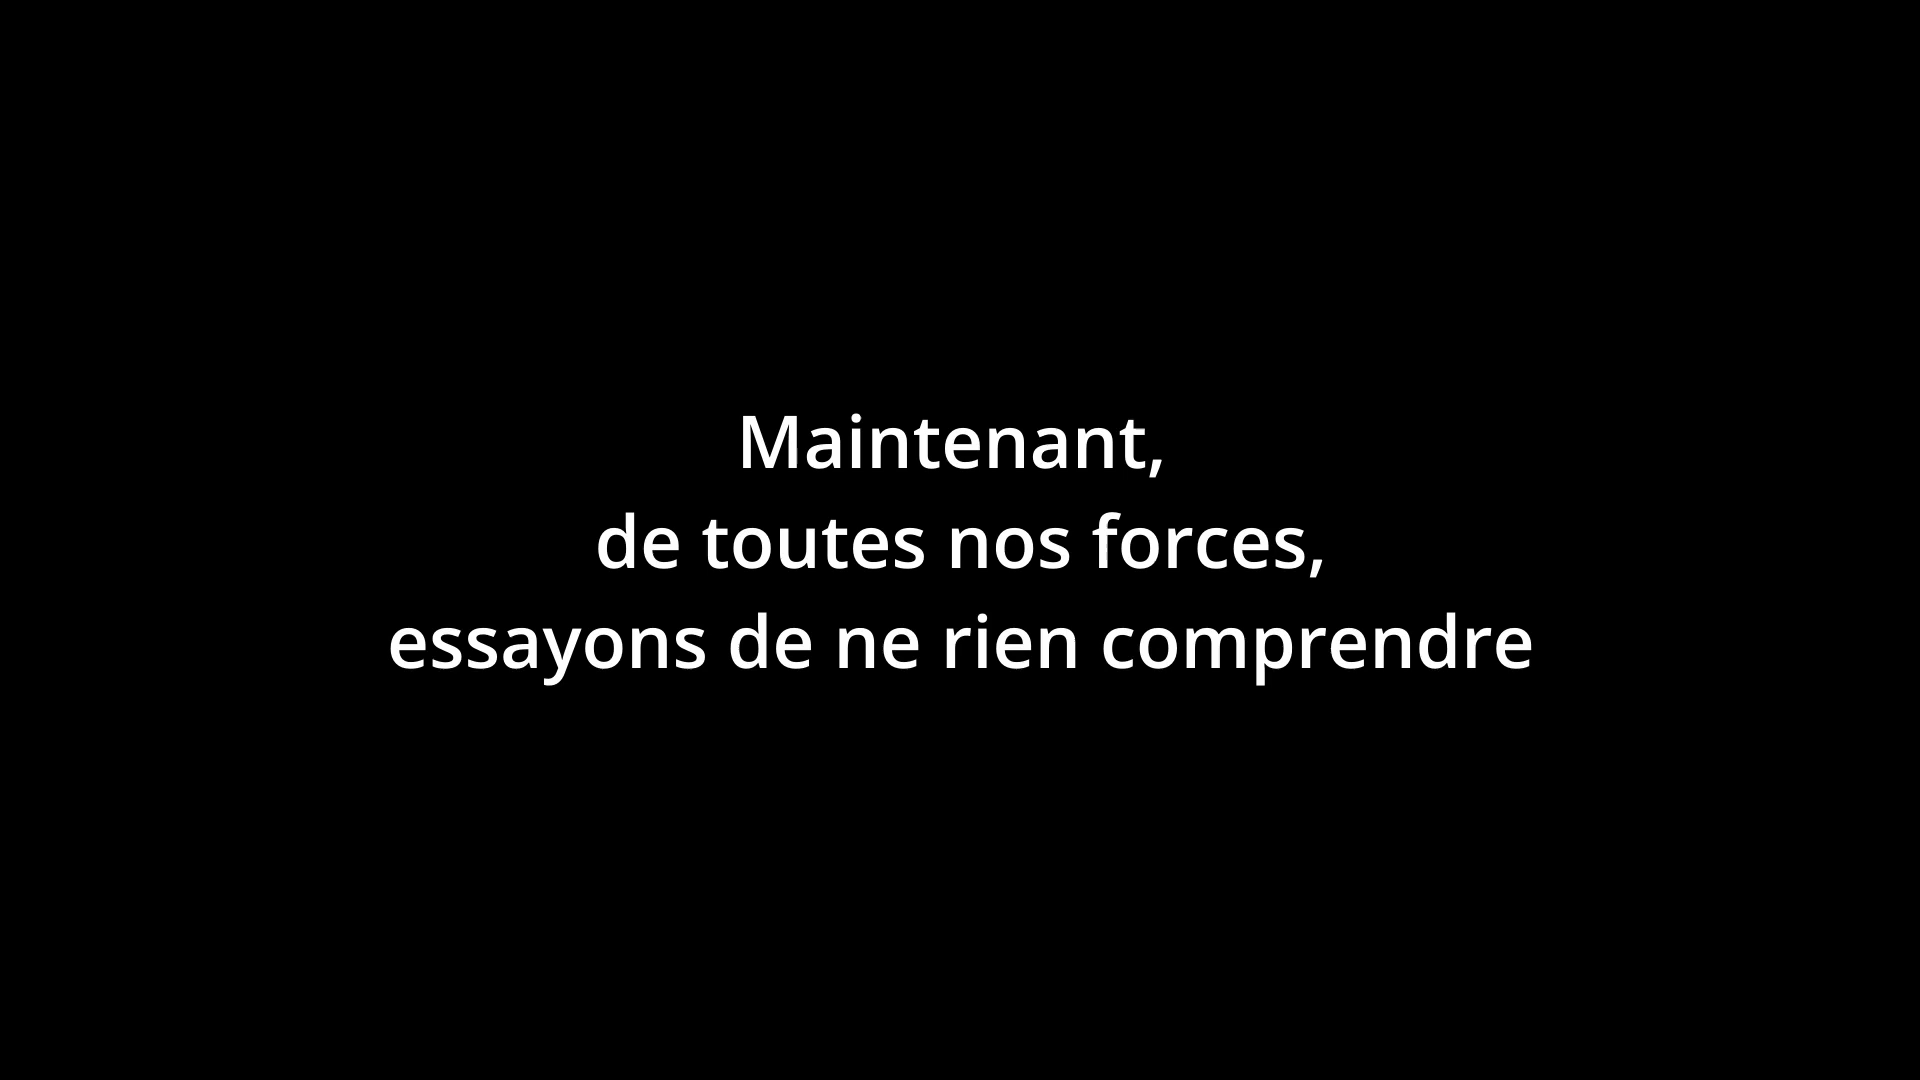 Maintenant,
de toutes nos forces,
essayons de ne rien comprendre